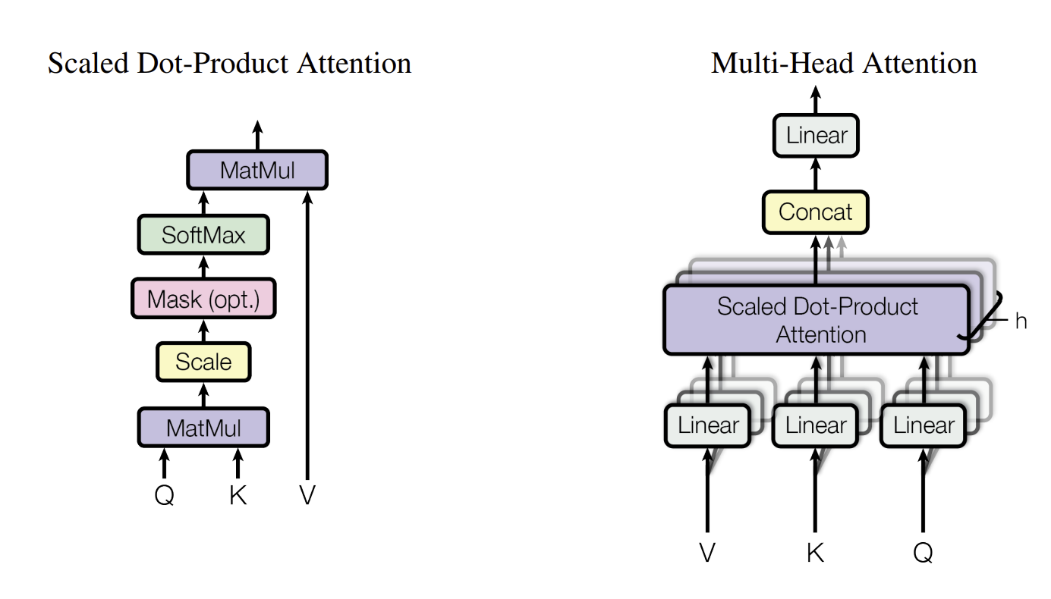 Scaled Dot-Product Attention
MatMul
SoftMax
Mask (opt.)
Scale
MatMul
Q K V
Multi-Head Attention
Linear
Concat
Scaled Dot-Product
Attention
h
Linear Linear Linear
V K Q